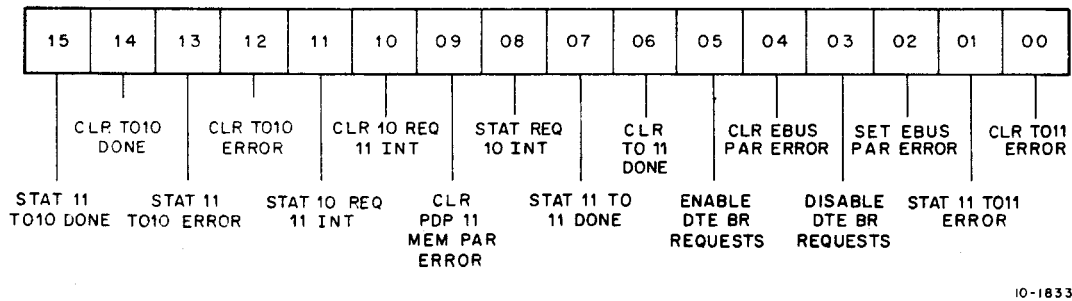 15 14 13 12 11 10 09 08 07 06 05 04 03 02 01 00
CLR TO10
DONE
CLR TO10
ERROR
CLR 10 REQ
11 INT
STAT REQ
10 INT
CLR
TO 11
DONE
CLR EBUS
PAR ERROR
SET EBUS
PAR ERROR
CLR TO11
ERROR
STAT 11
TO10 DONE
STAT 11
TO10 ERROR
STAT 10 REQ
11 INT
CLR
PDP 11
MEM PAR
ERROR
STAT 11 TO
11 DONE
ENABLE
DTE BR
REQUESTS
DISABLE
DTE BR
REQUESTS
STAT 11 TO11
ERROR
10-1833